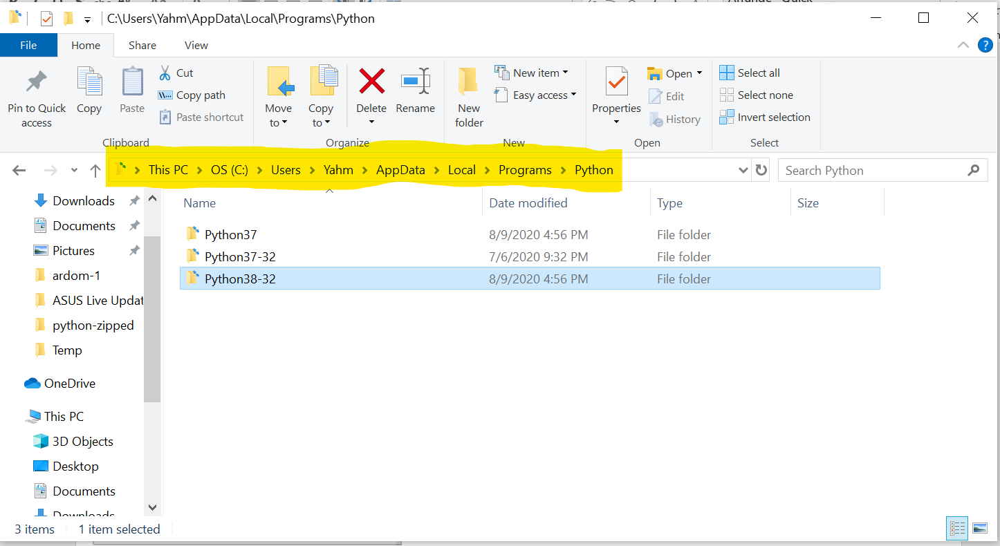 C:\Users\Yahm\AppData\Local\Programs\Python
File Home Share View
Pin to Quick access
Copy
Paste
Cut
Copy path
Paste shortcut
Clipboard
Move to
Copy to
Delete
Rename
Organize
New folder
New item
Easy access
New
Properties
Open
Edit
History
Open
Select all
Select none
Invert selection
Select
This PC > OS (C:) > Users > Yahm > AppData > Local > Programs > Python
Search Python
Downloads
Documents
Pictures
ardom-1
ASUS Live Updat
python-zipped
Temp
OneDrive
This PC
3D Objects
Desktop
Documents
Downloads
Name Date modified Type Size
Python37 8/9/2020 4:56 PM File folder
Python37-32 7/6/2020 9:32 PM File folder
Python38-32 8/9/2020 4:56 PM File folder
3 items 1 item selected